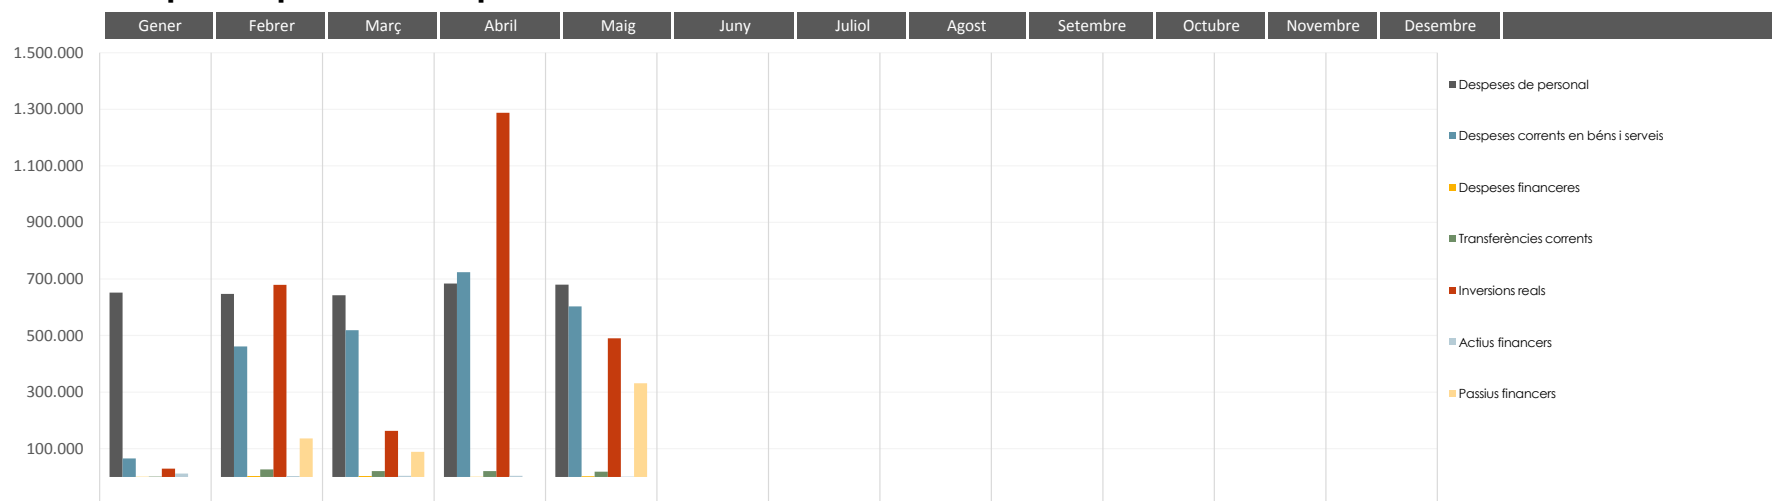 Gener Febrer Març Abril Maig Juny Juliol Agost Setembre Octubre Novembre Desembre
1.500.000
1.300.000
1.100.000
900.000
700.000
500.000
300.000
100.000
Despeses de personal
Despeses corrents en béns i serveis
Despeses financeres
Transferències corrents
Inversions reals
Actius financers
Passius financers